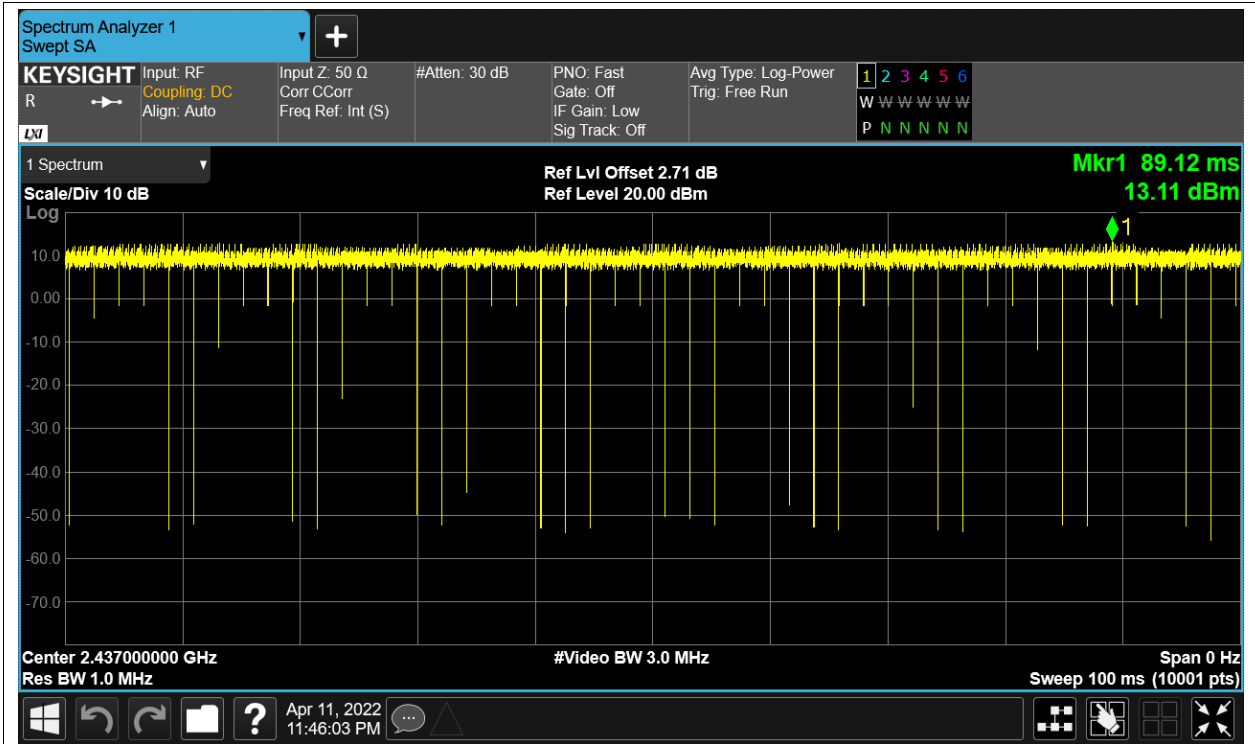 Spectrum Analyzer 1
Swept SA
KEYSIGHT
R
LXI
Input: RF
Coupling: DC
Align: Auto
Input Z: 50 Ω
Corr CCorr
Freq Ref: Int (S)
#Atten: 30 dB
PNO: Fast
Gate: Off
IF Gain: Low
Sig Track: Off
Avg Type: Log-Power
Trig: Free Run
1 2 3 4 5 6
W W W W W W
P N N N N N
1 Spectrum
Scale/Div 10 dB
Ref Lvl Offset 2.71 dB
Ref Level 20.00 dBm
Mkr1 89.12 ms
13.11 dBm
Log
1
10.0
0.00
-10.0
-20.0
-30.0
-40.0
-50.0
-60.0
-70.0
Center 2.437000000 GHz
Res BW 1.0 MHz
#Video BW 3.0 MHz
Span 0 Hz
Sweep 100 ms (10001 pts)
?
Apr 11, 2022
11:46:03 PM